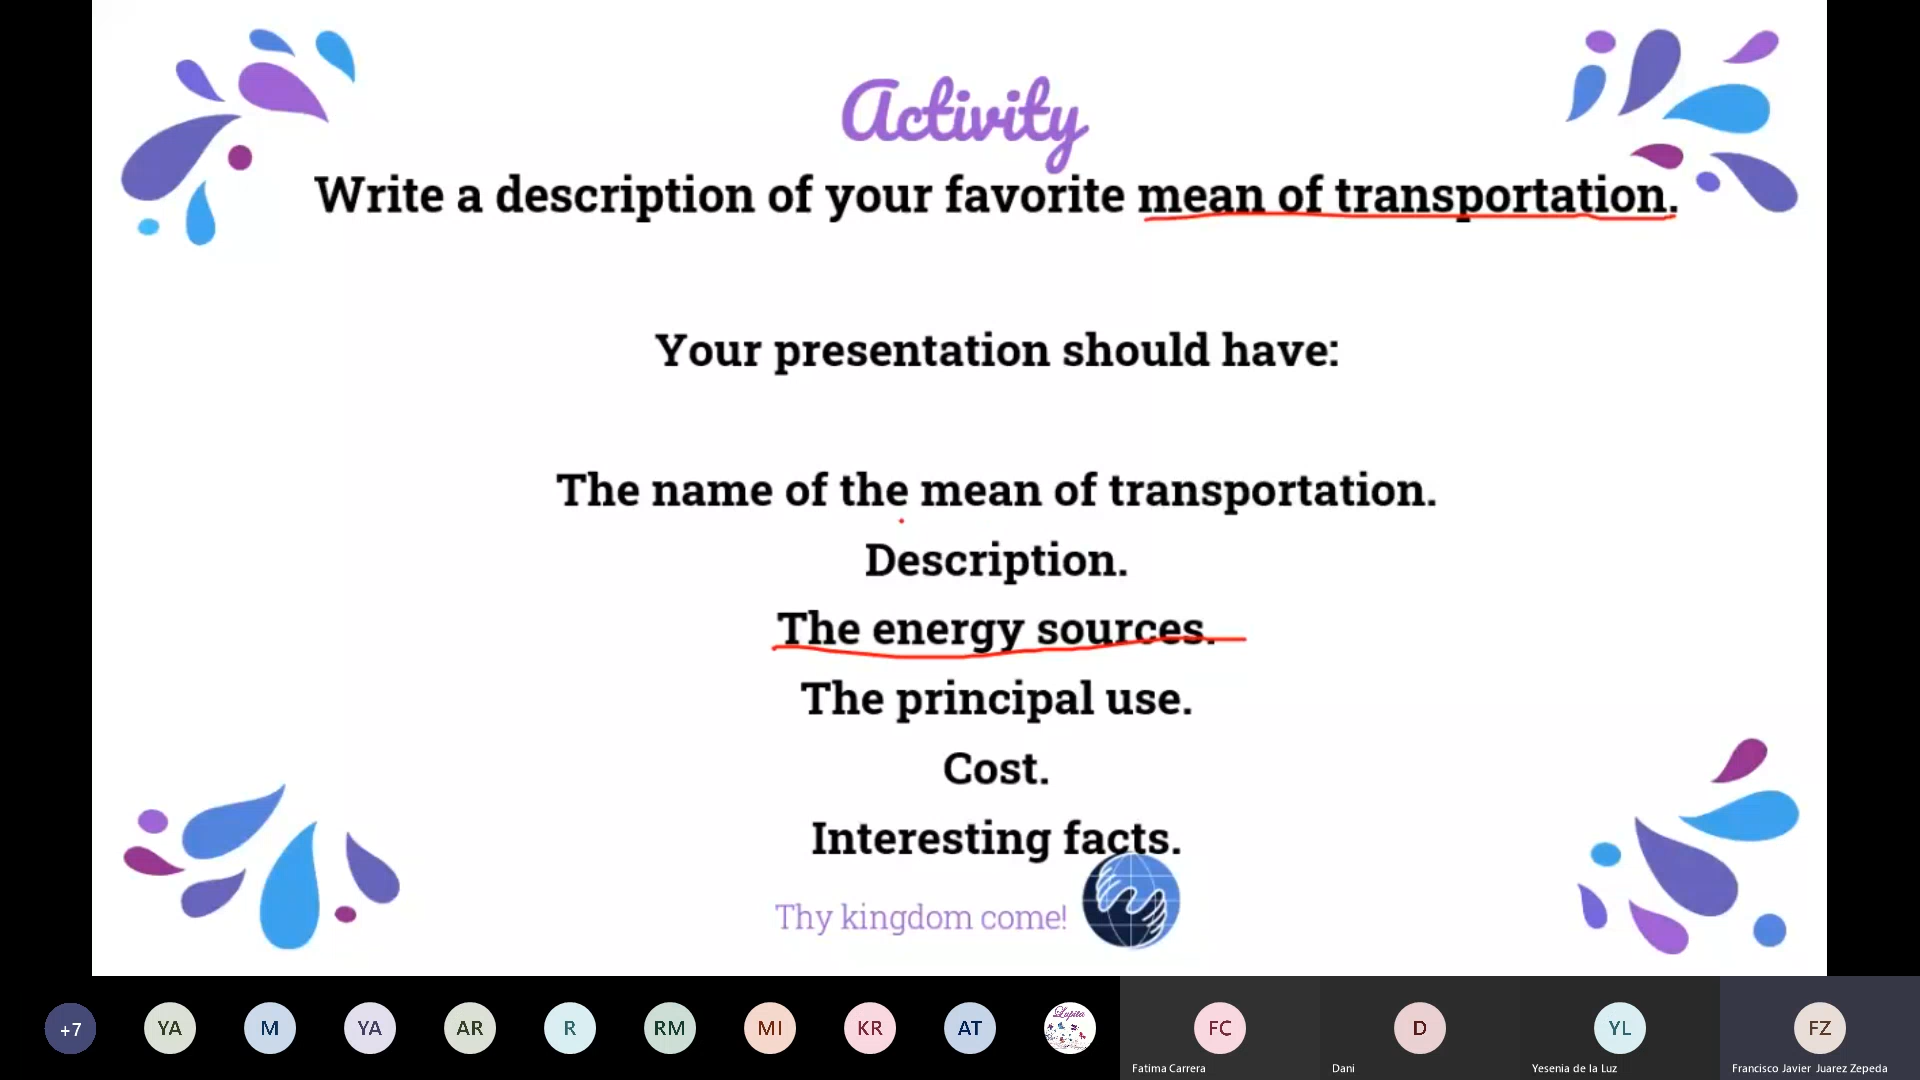 Activity
Write a description of your favorite mean of transportation.
Your presentation should have:
The name of the mean of transportation.
Description.
The energy sources.
The principal use.
Cost.
Interesting facts.
Thy kingdom come!
+7
YA
M
YA
AR
R
RM
MI
KR
AT
Lupita
FC
D
YL
FZ
Fatima Carrera
Dani
Yesenia de la Luz
Francisco Javier Juarez Zepeda